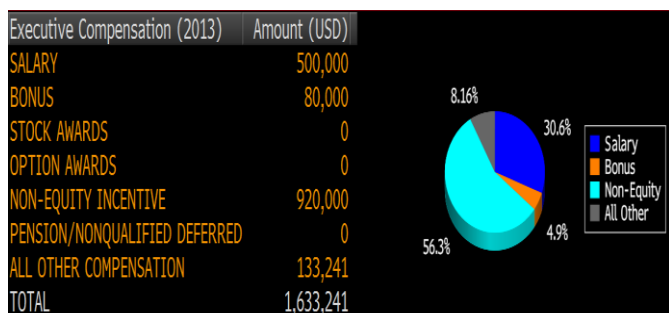 Executive Compensation (2013) Amount (USD)
SALARY 500,000
BONUS 80,000
STOCK AWARDS 0
OPTION AWARDS 0
NON-EQUITY INCENTIVE 920,000
PENSION/NONQUALIFIED DEFERRED 0
ALL OTHER COMPENSATION 133,241
TOTAL 1,633,241
8.16%
30.6%
4.9%
56.3%
Salary
Bonus
Non-Equity
All Other